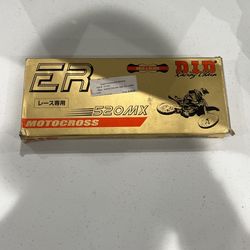 ER
D.I.D
Racing Chain
レース専用
520MX
MOTOCROSS